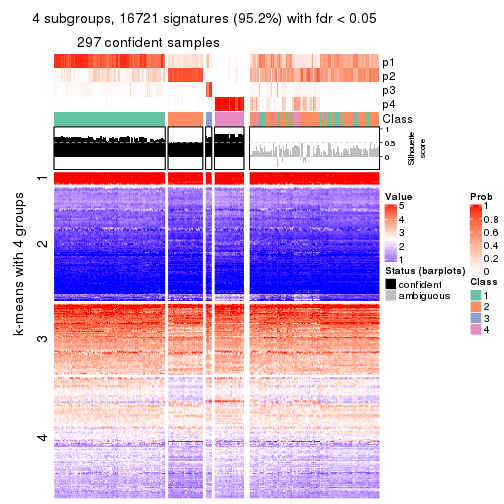 4 subgroups, 16721 signatures (95.2%) with fdr < 0.05
297 confident samples
p1
p2
p3
p4
Class
1
0.5
0
Silhouette
score
k-means with 4 groups
1
2
3
4
Value
5
4
3
2
1
Status (barplots)
confident
ambiguous
Prob
1
0.8
0.6
0.4
0.2
0
Class
1
2
3
4